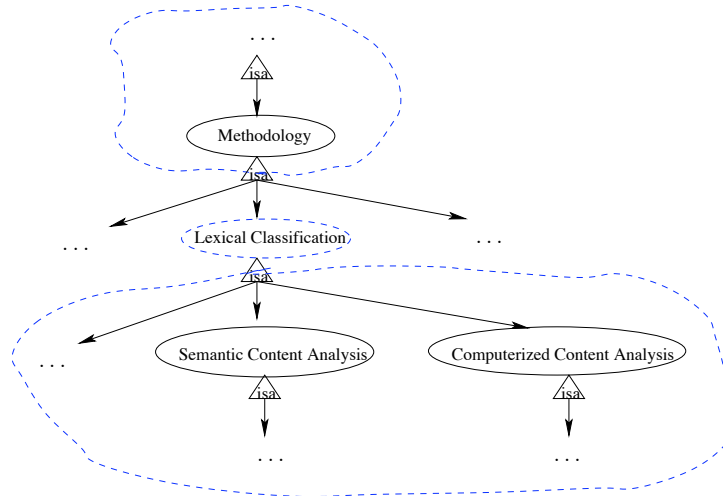 . . .
isa
Methodology
isa
. . .
Lexical Classification
. . .
isa
. . .
Semantic Content Analysis
Computerized Content Analysis
isa
isa
. . .
. . .